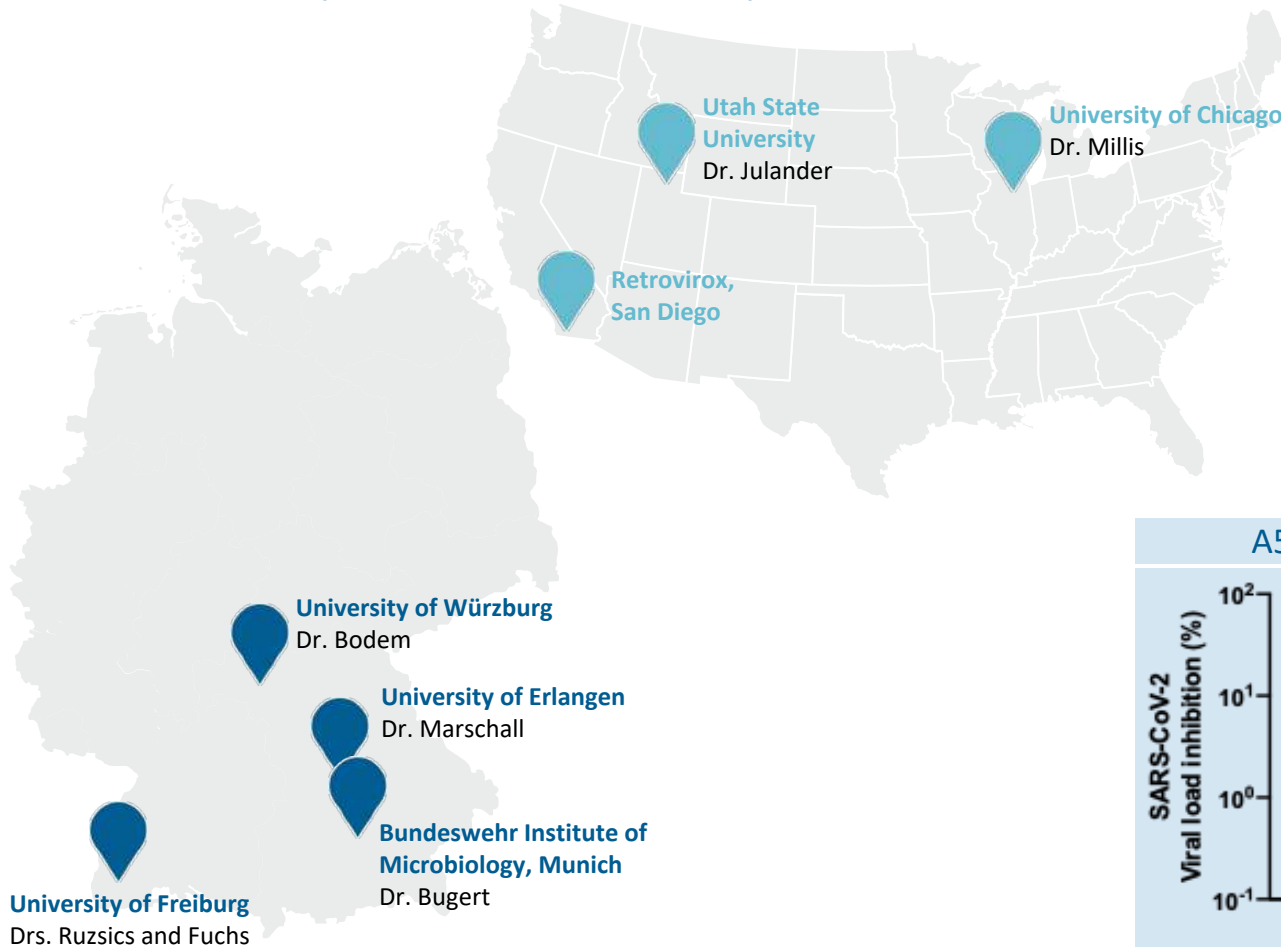 Utah State
University
Dr. Julander
University of Chicago
Dr. Millis
Retrovirox,
San Diego
University of Würzburg
Dr. Bodem
University of Erlangen
Dr. Marschall
Bundeswehr Institute of
Microbiology, Munich
Dr. Bugert
University of Freiburg
Drs. Ruzsics and Fuchs
A5
SARS-CoV-2
Viral load inhibition (%)
10²
10¹
10⁰
10⁻¹